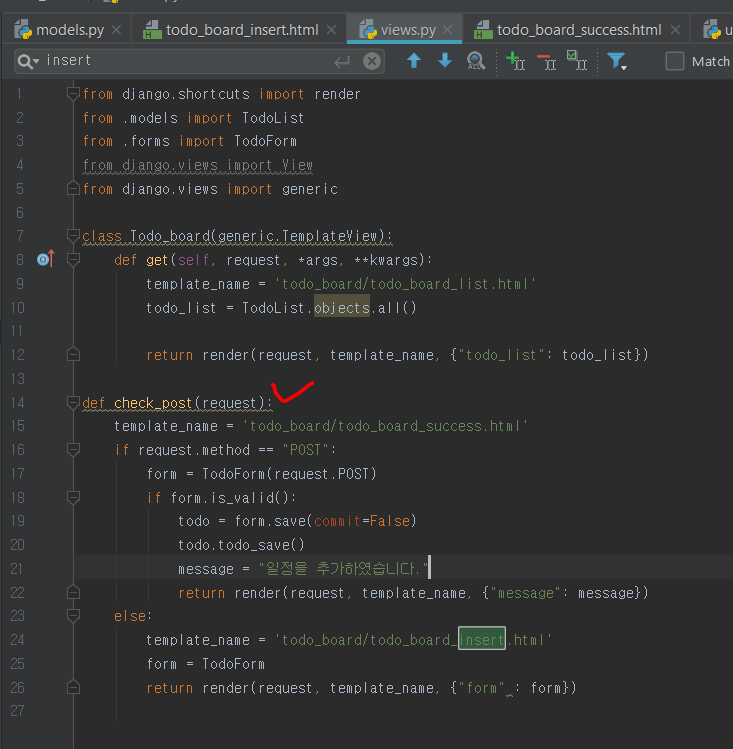 models.py todo_board_insert.html views.py todo_board_success.html
insert Match
1 from django.shortcuts import render
2 from .models import TodoList
3 from .forms import TodoForm
4 from django.views import View
5 from django.views import generic
6
7 class Todo_board(generic.TemplateView):
8 def get(self, request, *args, **kwargs):
9 template_name = 'todo_board/todo_board_list.html'
10 todo_list = TodoList.objects.all()
11
12 return render(request, template_name, {"todo_list": todo_list})
13
14 def check_post(request):
15 template_name = 'todo_board/todo_board_success.html'
16 if request.method == "POST":
17 form = TodoForm(request.POST)
18 if form.is_valid():
19 todo = form.save(commit=False)
20 todo.todo_save()
21 message = "일정을 추가하였습니다."
22 return render(request, template_name, {"message": message})
23 else:
24 template_name = 'todo_board/todo_board_insert.html'
25 form = TodoForm
26 return render(request, template_name, {"form" : form})
27